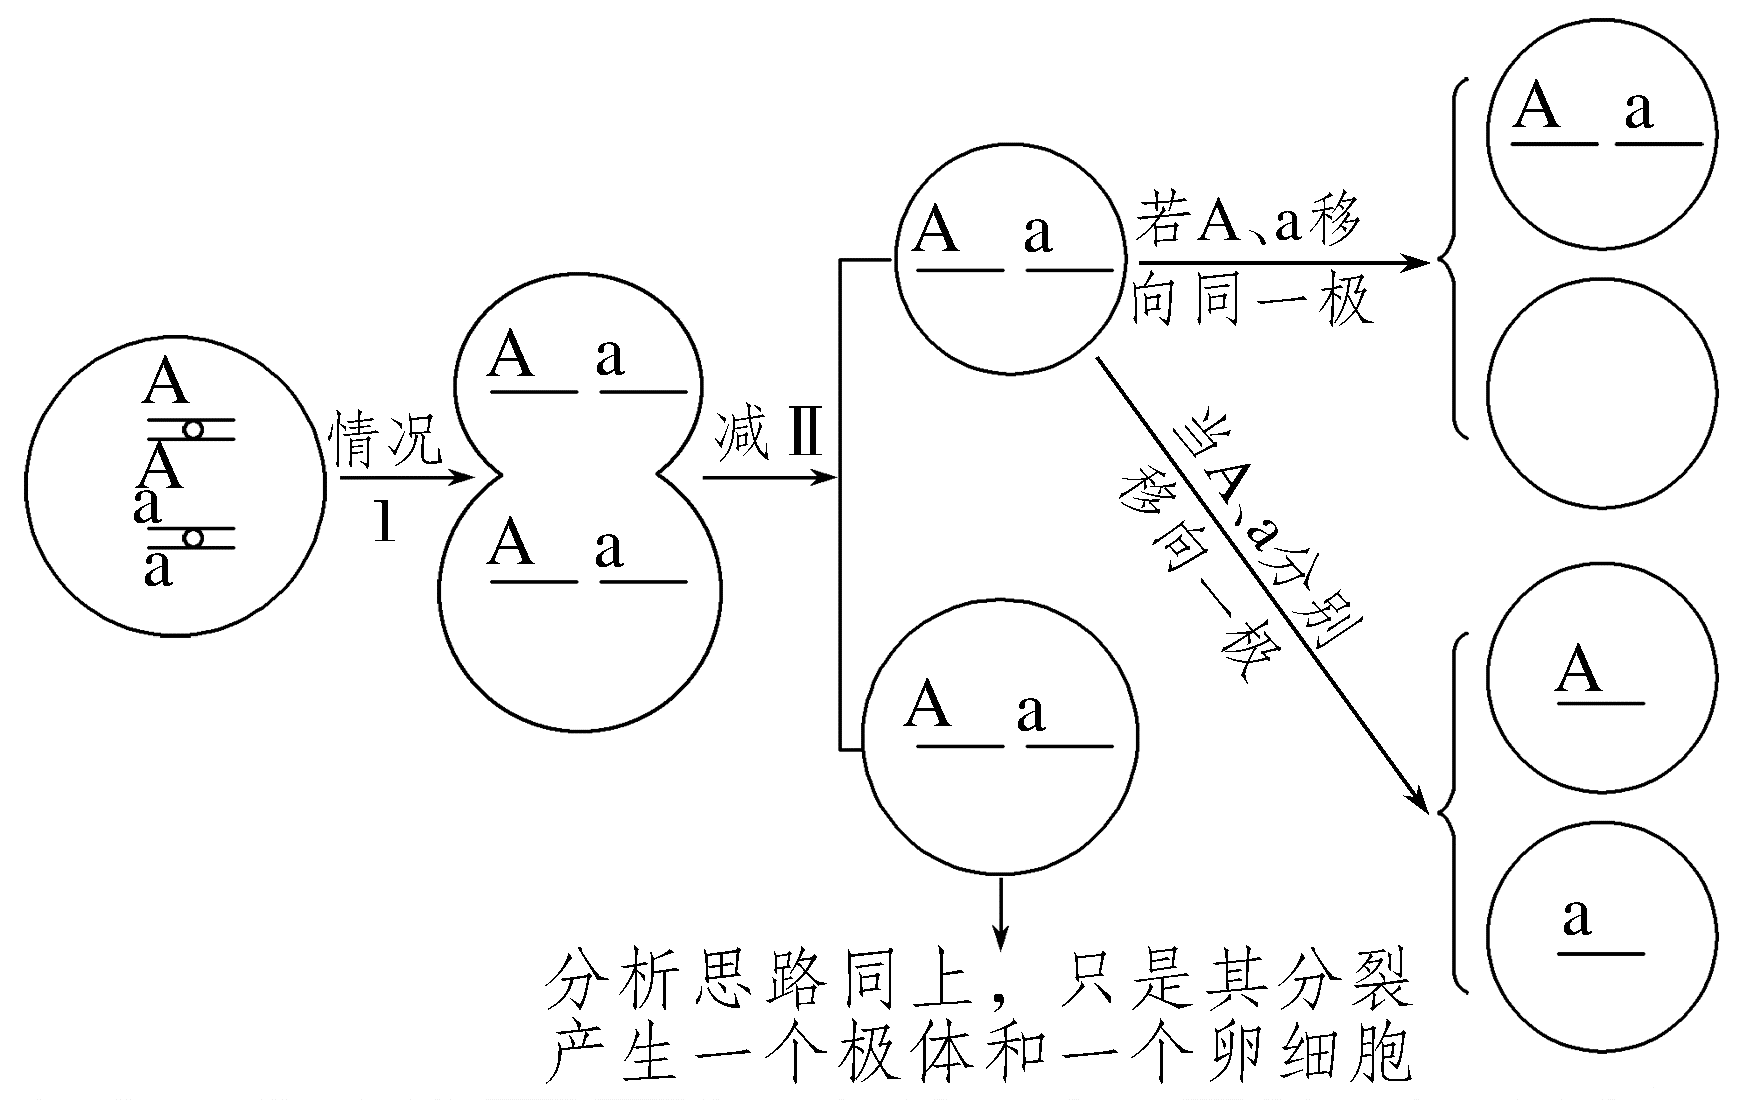 A
A
a
a
情况
1
A a
A a
减Ⅱ
A a
A a
若A、a移
向同一极
当A、a分别
移向一极
A a
A
a
分析思路同上，只是其分裂
产生一个极体和一个卵细胞